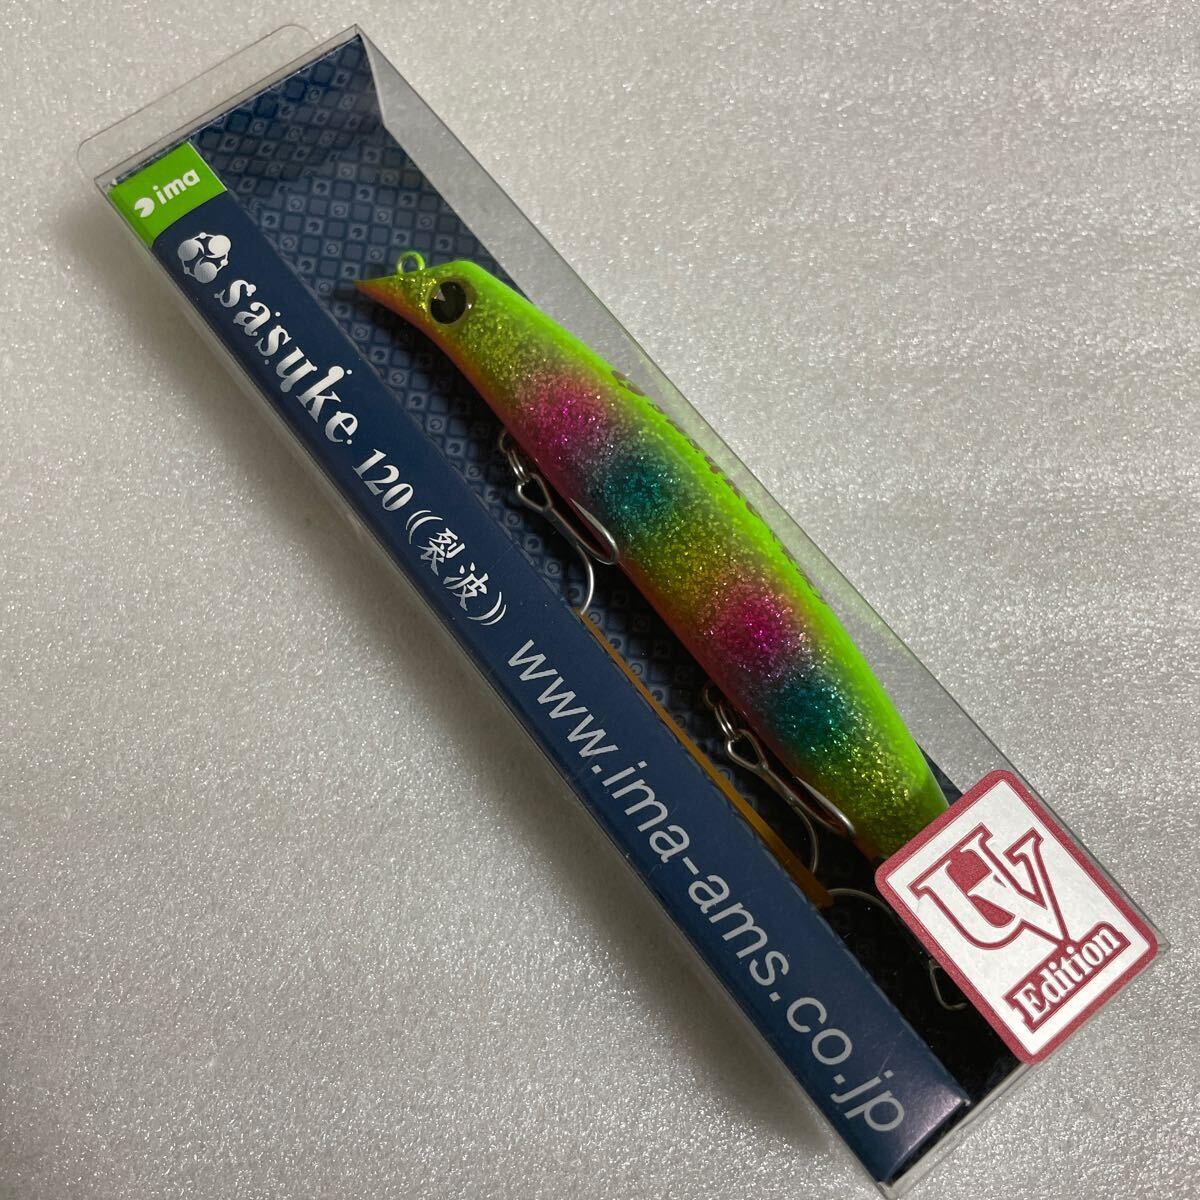 ima
sasuke 120 ((裂波)) www.ima-ams.co.jp
UV
Edition